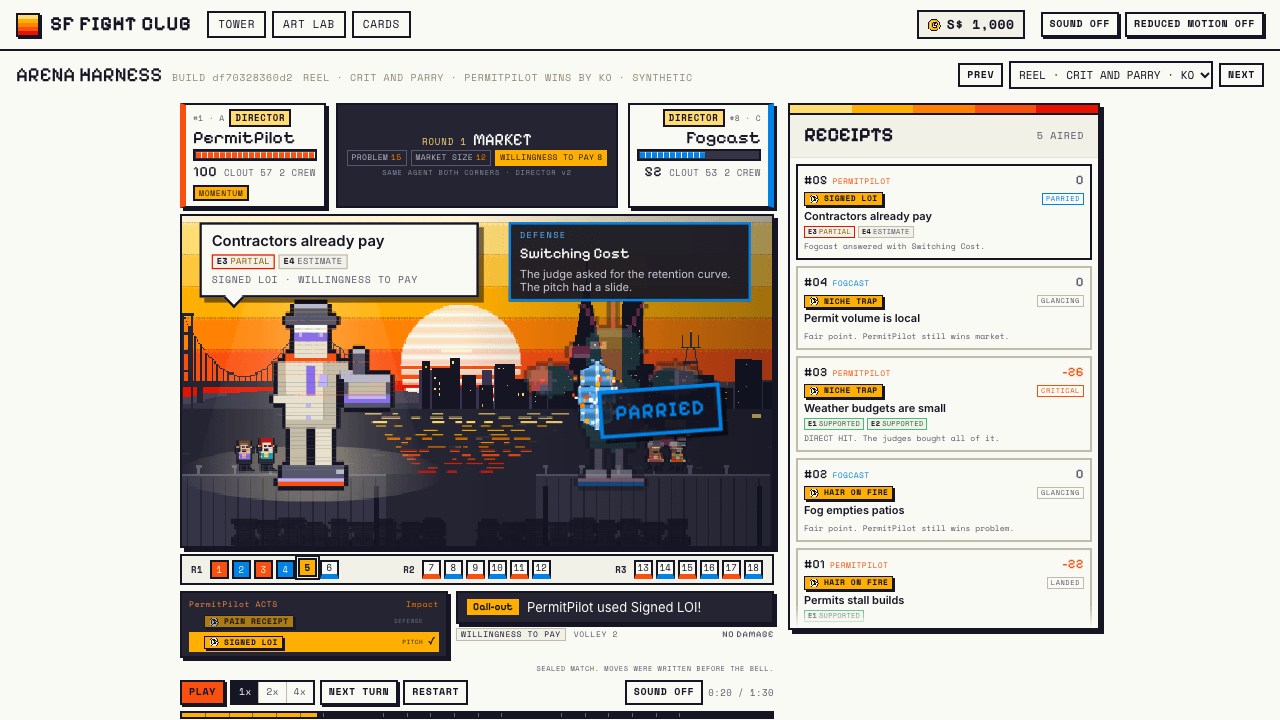 SF FIGHT CLUB
TOWER
ART LAB
CARDS
S$ 1,000
SOUND OFF
REDUCED MOTION OFF
ARENA HARNESS
BUILD df70328360d2 REEL · CRIT AND PARRY · PERMITPILOT WINS BY KO · SYNTHETIC
PREV
REEL · CRIT AND PARRY · KO
NEXT
#1 · A DIRECTOR
PermitPilot
100 CLOUT 57 2 CREW
MOMENTUM
ROUND 1 MARKET
PROBLEM 15 MARKET SIZE 12 WILLINGNESS TO PAY 8
SAME AGENT BOTH CORNERS · DIRECTOR v2
DIRECTOR #8 · C
Fogcast
52 CLOUT 53 2 CREW
RECEIPTS 5 AIRED
Contractors already pay
E3 PARTIAL E4 ESTIMATE
SIGNED LOI · WILLINGNESS TO PAY
DEFENSE
Switching Cost
The judge asked for the retention curve.
The pitch had a slide.
PARRIED
#05 PERMITPILOT 0
SIGNED LOI PARRIED
Contractors already pay
E3 PARTIAL E4 ESTIMATE
Fogcast answered with Switching Cost.
#04 FOGCAST 0
NICHE TRAP GLANCING
Permit volume is local
Fair point. PermitPilot still wins market.
#03 PERMITPILOT -26
NICHE TRAP CRITICAL
Weather budgets are small
E1 SUPPORTED E2 SUPPORTED
DIRECT HIT. The judges bought all of it.
#02 FOGCAST 0
HAIR ON FIRE GLANCING
Fog empties patios
Fair point. PermitPilot still wins problem.
#01 PERMITPILOT -22
HAIR ON FIRE LANDED
Permits stall builds
E1 SUPPORTED
R1 1 2 3 4 5 6 R2 7 8 9 10 11 12 R3 13 14 15 16 17 18
PermitPilot ACTS Impact
PAIN RECEIPT DEFENSE
SIGNED LOI PITCH ✓
Call-out PermitPilot used Signed LOI!
WILLINGNESS TO PAY VOLLEY 2 NO DAMAGE
SEALED MATCH. MOVES WERE WRITTEN BEFORE THE BELL.
PLAY
1x 2x 4x
NEXT TURN
RESTART
SOUND OFF
0:20 / 1:30